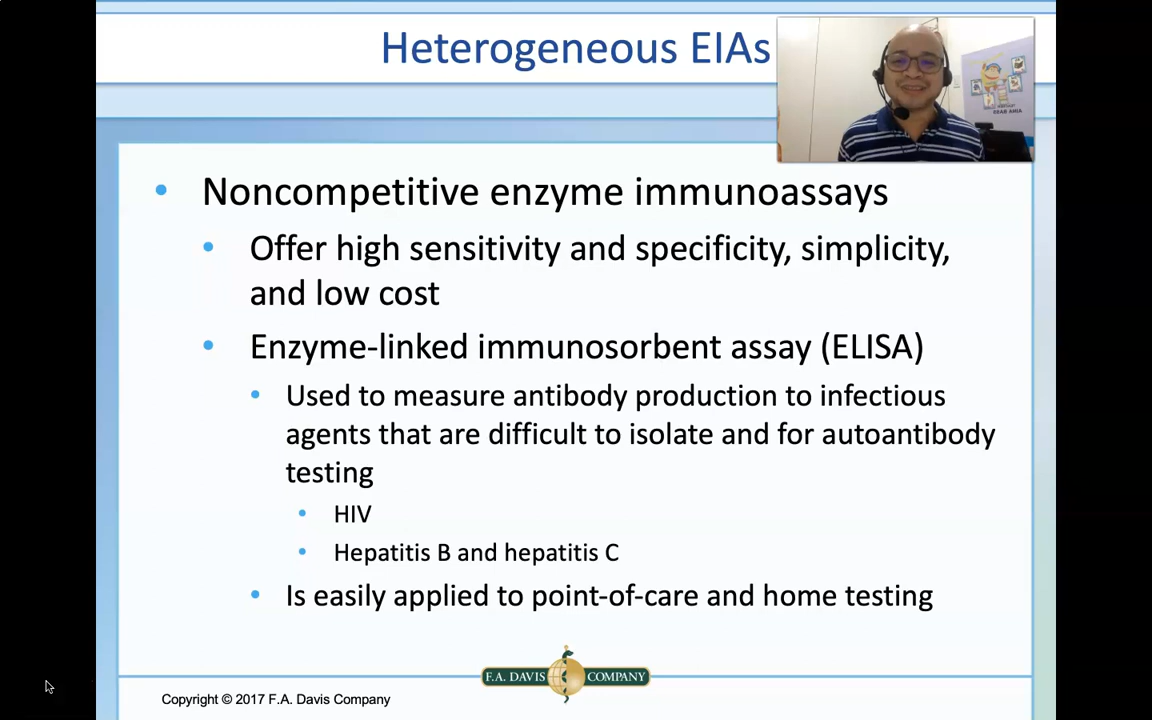 Heterogeneous EIAs
Noncompetitive enzyme immunoassays
Offer high sensitivity and specificity, simplicity,
and low cost
Enzyme-linked immunosorbent assay (ELISA)
Used to measure antibody production to infectious
agents that are difficult to isolate and for autoantibody
testing
HIV
Hepatitis B and hepatitis C
Is easily applied to point-of-care and home testing
F.A. DAVIS COMPANY
Copyright © 2017 F.A. Davis Company